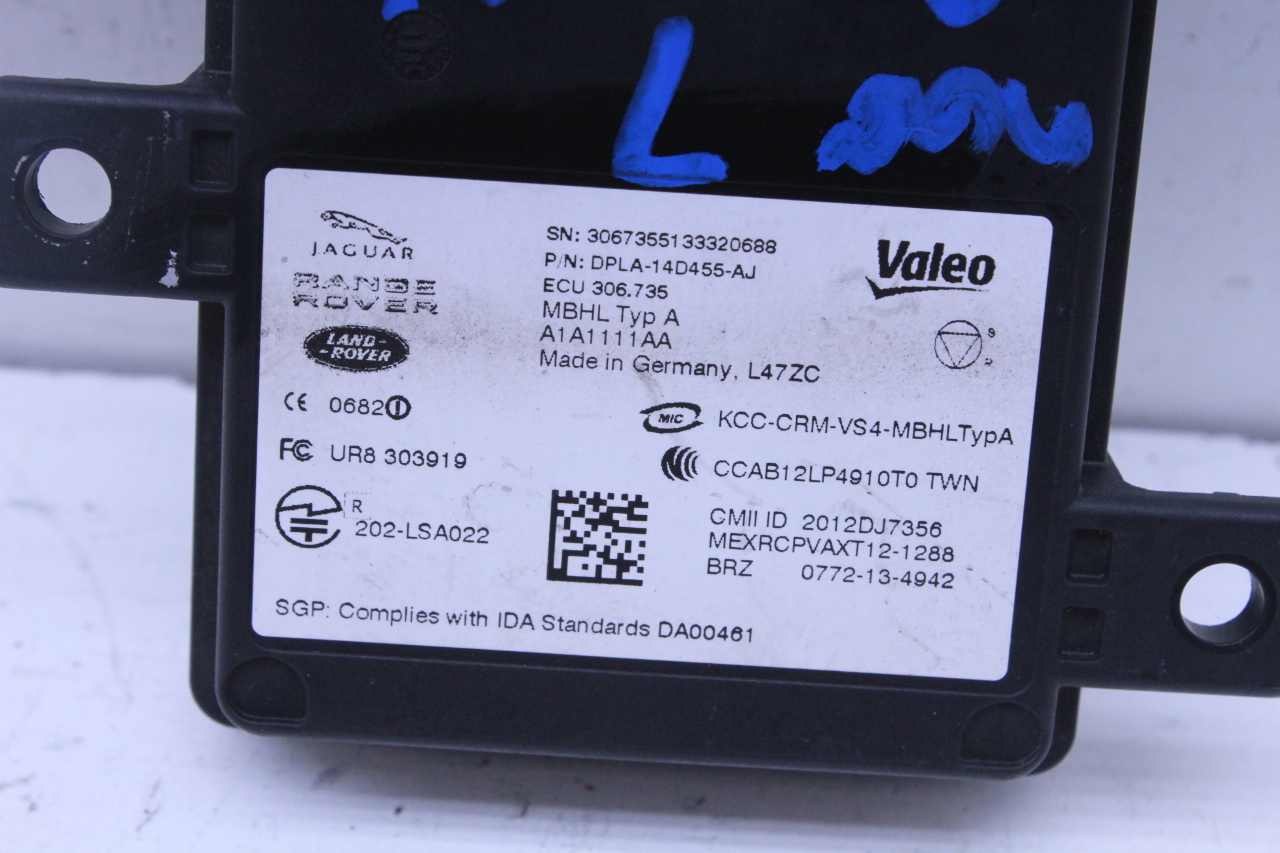 L
JAGUAR
RANGE
ROVER
LAND-
-ROVER
SN: 3067355133320688
P/N: DPLA-14D455-AJ
ECU 306.735
MBHL Typ A
A1A1111AA
Made in Germany, L47ZC
Valeo
CE 0682
FC UR8 303919
R
202-LSA022
MIC KCC-CRM-VS4-MBHLTypA
CCAB12LP4910T0 TWN
CMII ID 2012DJ7356
MEXRCPVAXT12-1288
BRZ 0772-13-4942
SGP: Complies with IDA Standards DA00461